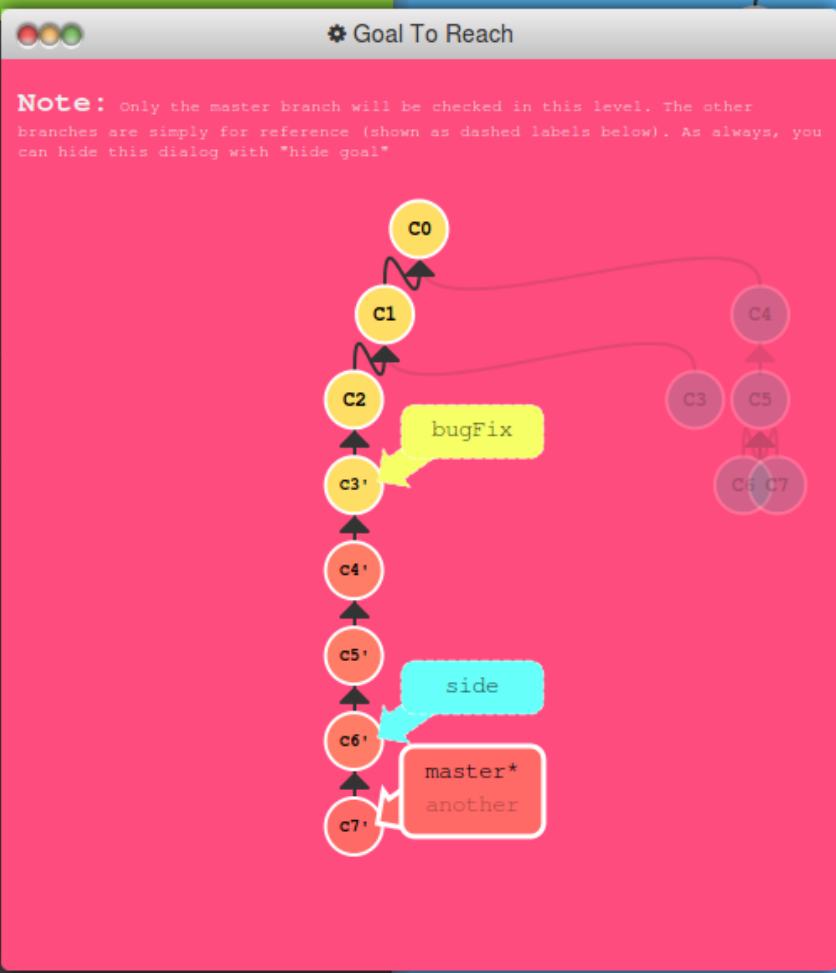 Goal To Reach
Note: Only the master branch will be checked in this level. The other
branches are simply for reference (shown as dashed labels below). As always, you
can hide this dialog with "hide goal"
C0
C1
C4
C2
C3
C5
bugFix
C3'
C6
C7
C4'
C5'
side
C6'
master*
another
C7'